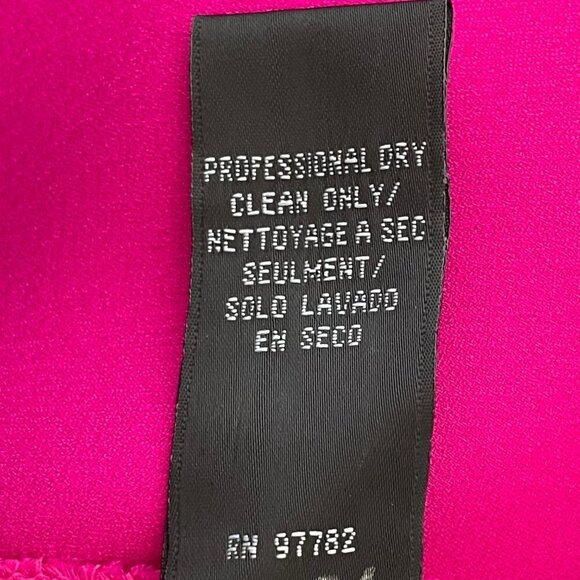 PROFESSIONAL DRY
CLEAN ONLY/
NETTOYAGE A SEC
SEULMENT/
SOLO LAVADO
EN SECO
RN 97782